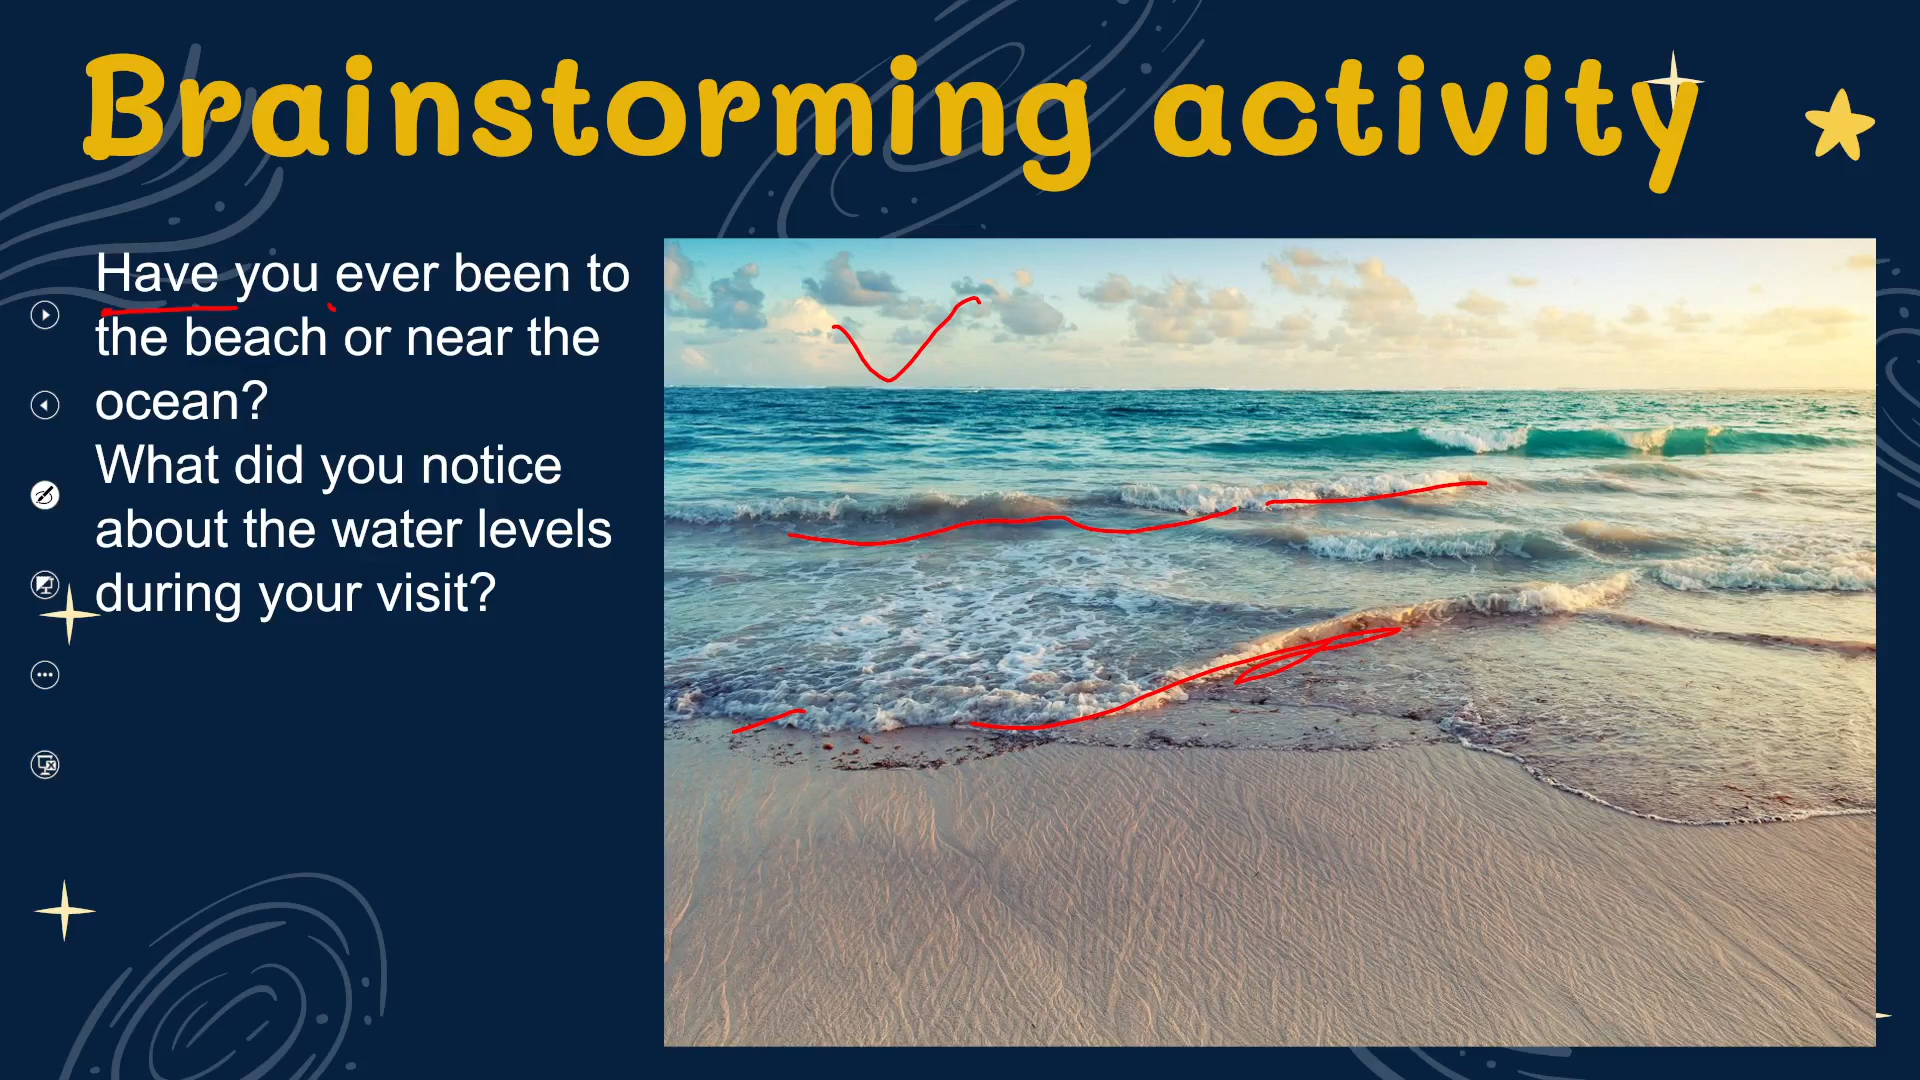 Brainstorming activity
Have you ever been to
the beach or near the
ocean?
What did you notice
about the water levels
during your visit?